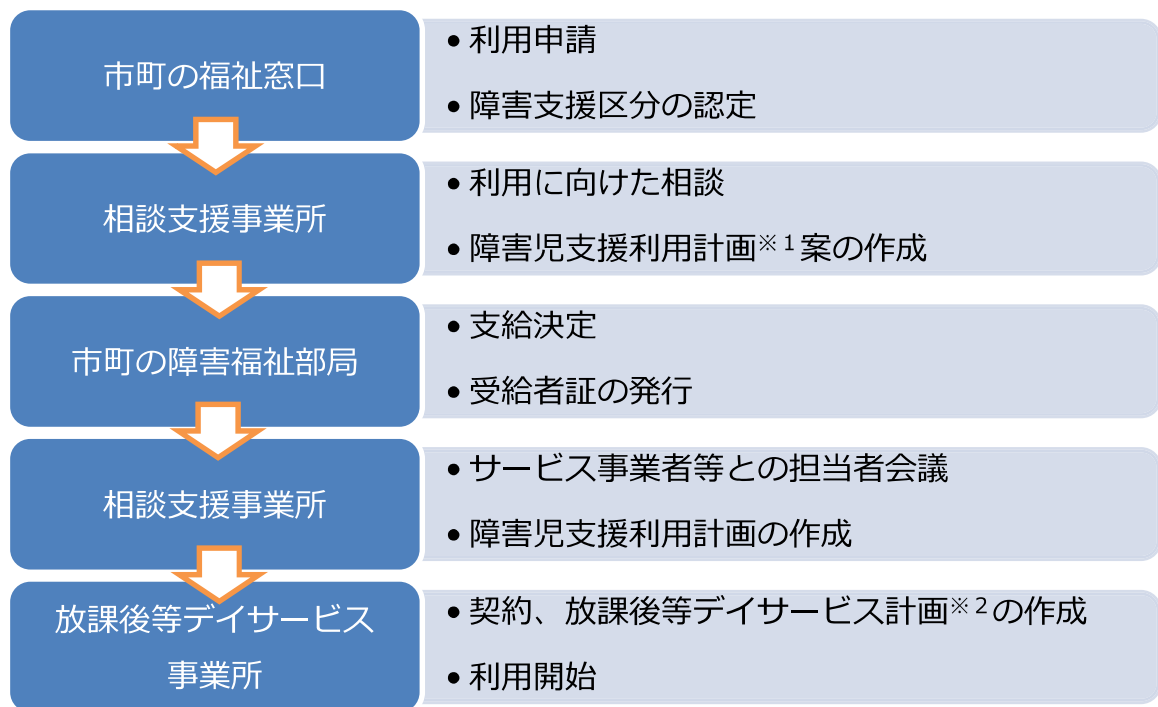 市町の福祉窓口
• 利用申請
• 障害支援区分の認定
相談支援事業所
• 利用に向けた相談
• 障害児支援利用計画※1案の作成
市町の障害福祉部局
• 支給決定
• 受給者証の発行
相談支援事業所
• サービス事業者等との担当者会議
• 障害児支援利用計画の作成
放課後等デイサービス
事業所
• 契約、放課後等デイサービス計画※2の作成
• 利用開始